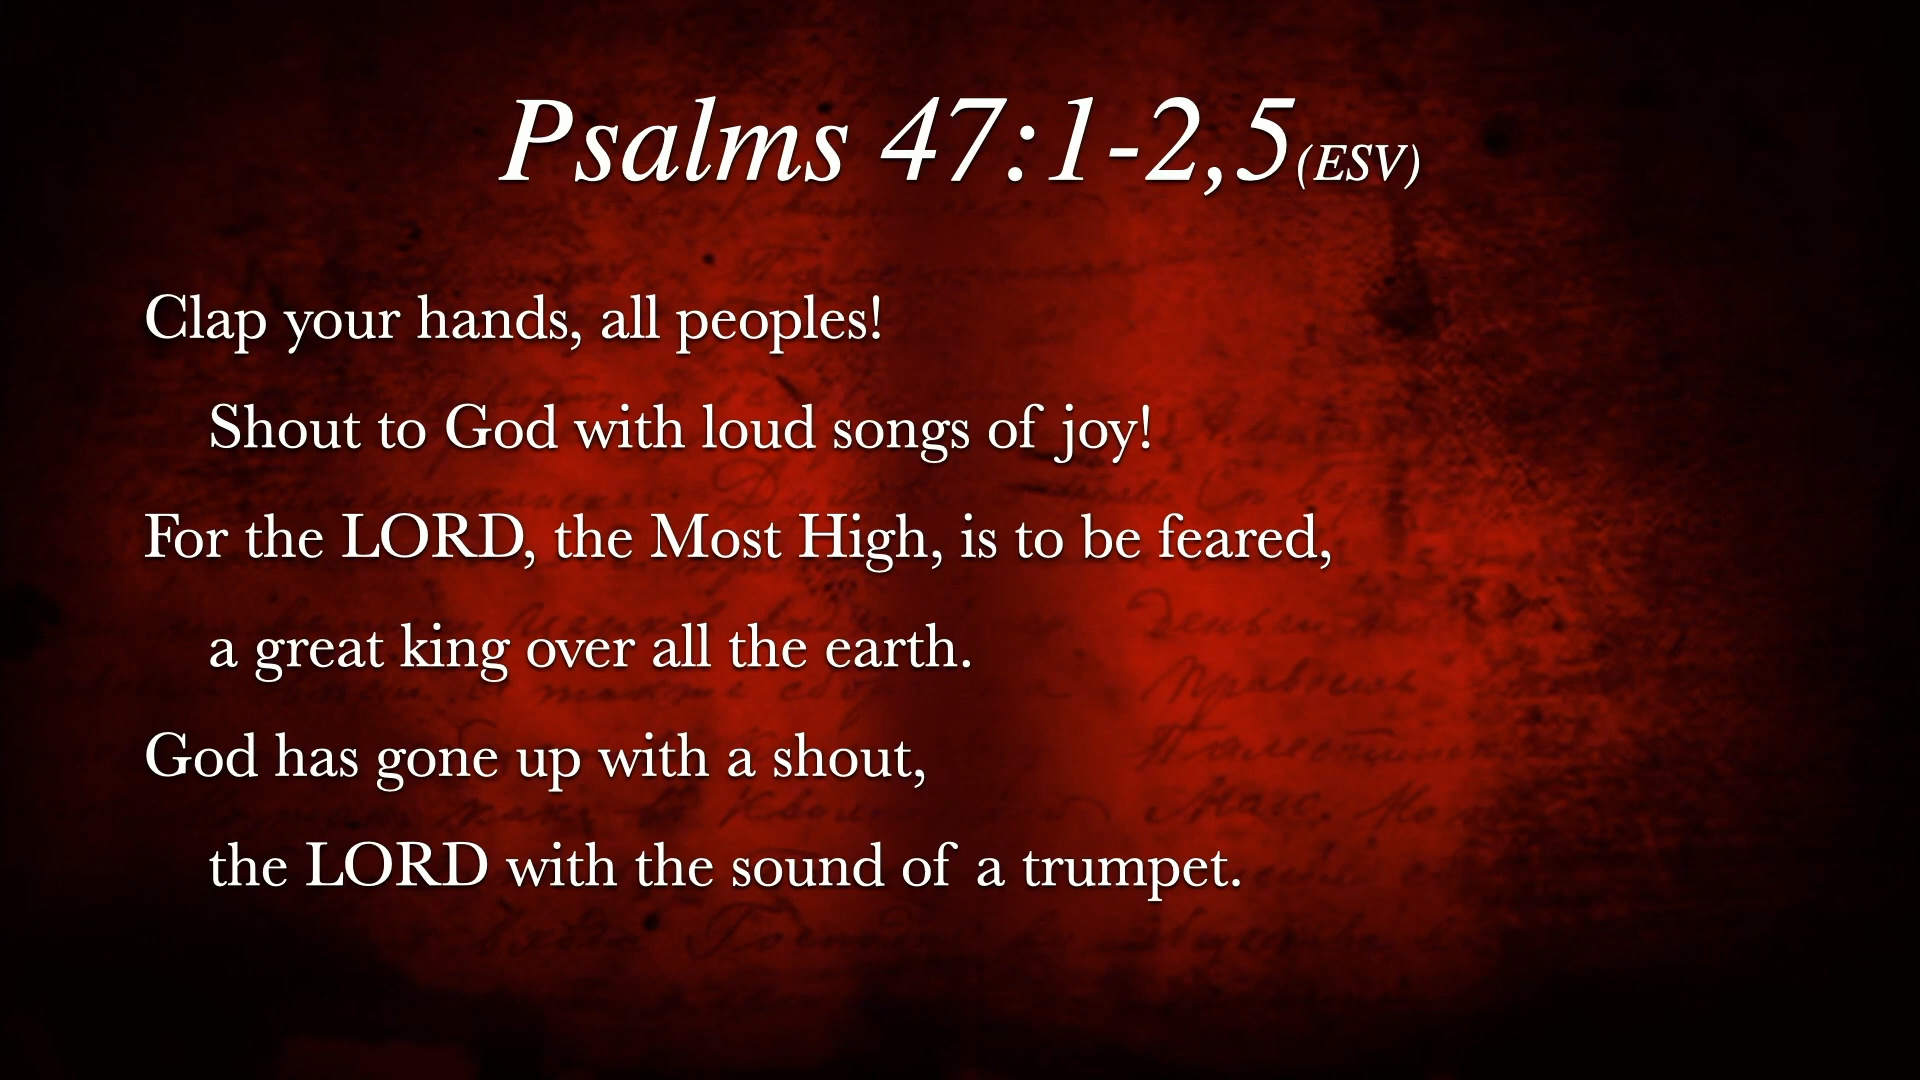 Psalms 47:1-2,5(ESV)
Clap your hands, all peoples!
Shout to God with loud songs of joy!
For the LORD, the Most High, is to be feared,
a great king over all the earth.
God has gone up with a shout,
the LORD with the sound of a trumpet.